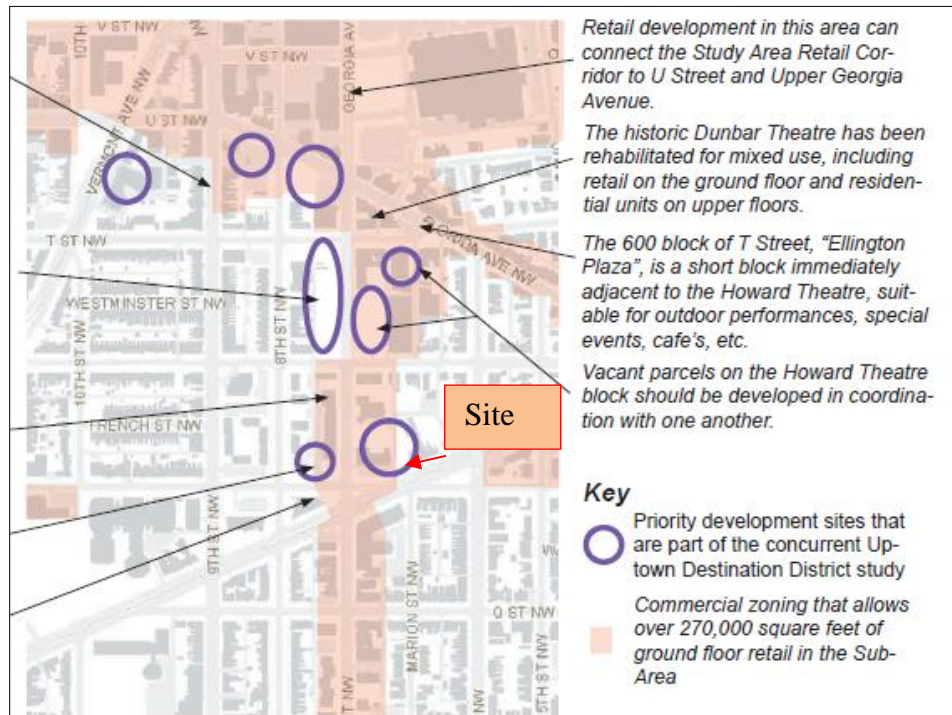 10TH
V ST NW
V ST NW
GEORGIA AV
U ST NW
VERMONT AVE NW
T ST NW
FLORIDA AVE NW
WESTMINSTER ST NW
8TH ST NW
10TH ST NW
FRENCH ST NW
Site
9TH ST NW
Q ST NW
MARION ST NW
T NW
NW
5TH ST NW
Retail development in this area can
connect the Study Area Retail Cor-
ridor to U Street and Upper Georgia
Avenue.
The historic Dunbar Theatre has been
rehabilitated for mixed use, including
retail on the ground floor and residen-
tial units on upper floors.
The 600 block of T Street, “Ellington
Plaza”, is a short block immediately
adjacent to the Howard Theatre, suit-
able for outdoor performances, special
events, cafe’s, etc.
Vacant parcels on the Howard Theatre
block should be developed in coordina-
tion with one another.
Key
Priority development sites that
are part of the concurrent Up-
town Destination District study
Commercial zoning that allows
over 270,000 square feet of
ground floor retail in the Sub-
Area